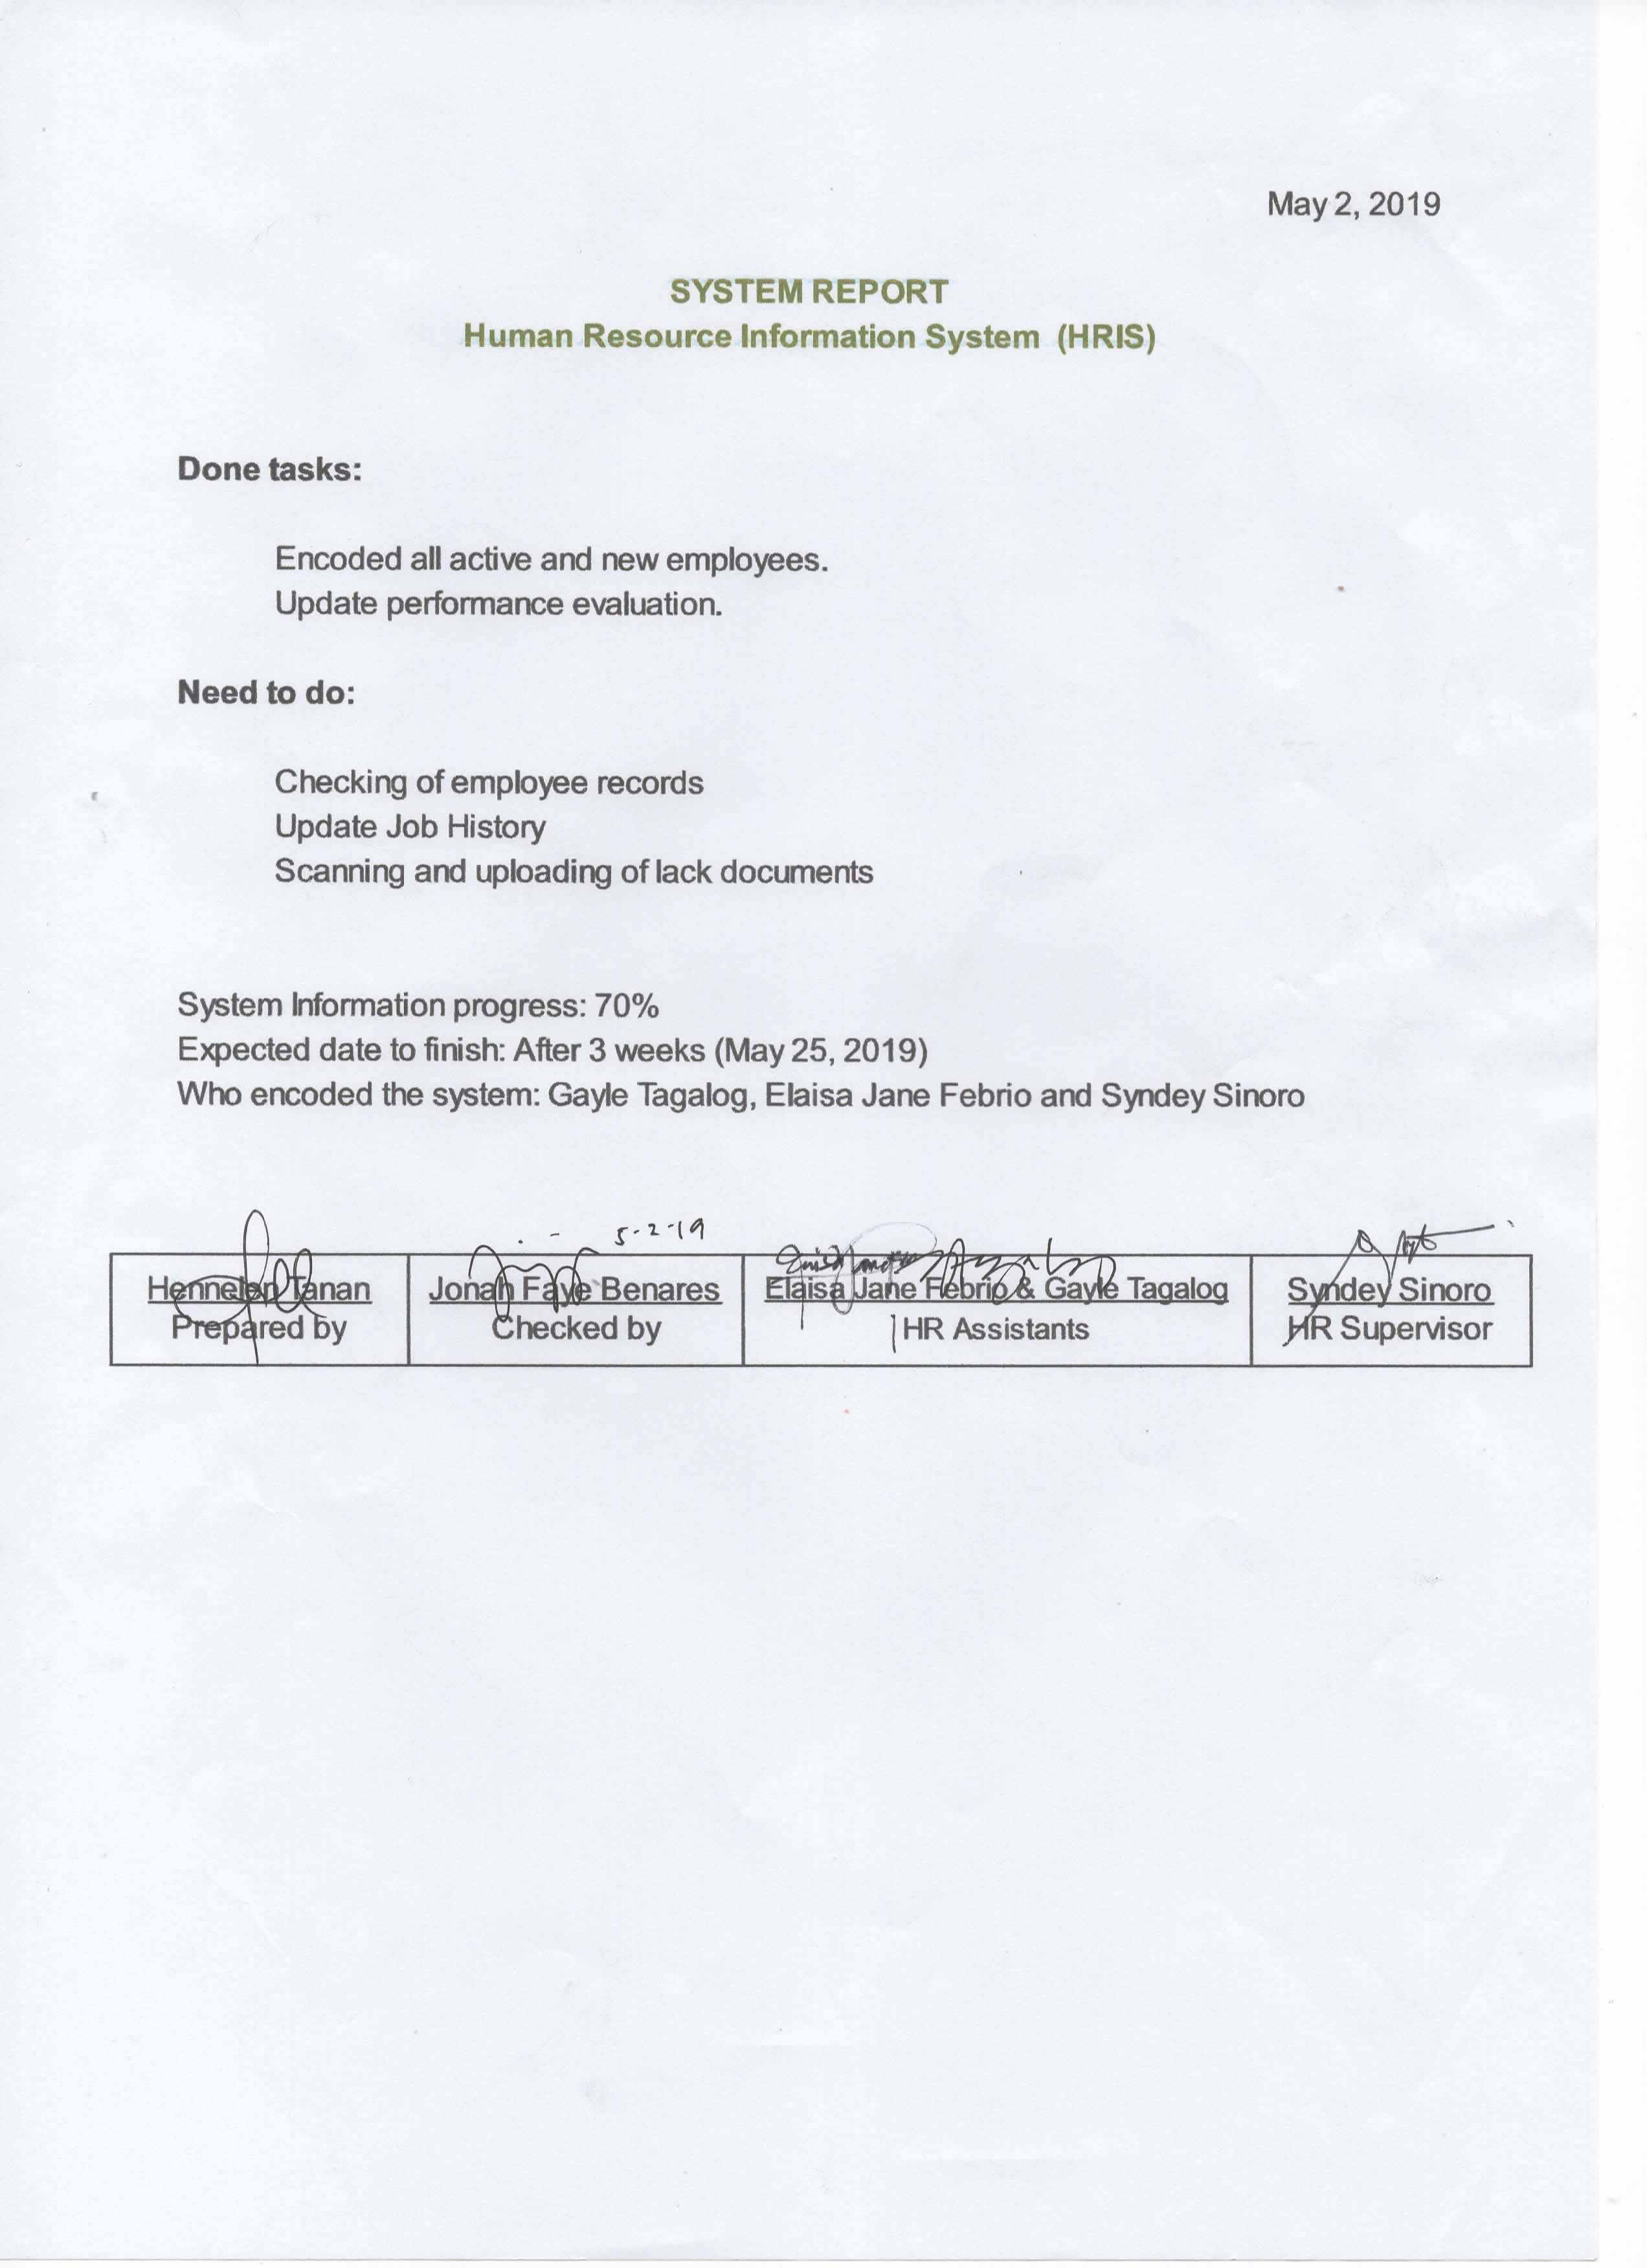 May 2, 2019
SYSTEM REPORT
Human Resource Information System (HRIS)
Done tasks:
Encoded all active and new employees.
Update performance evaluation.
Need to do:
Checking of employee records
Update Job History
Scanning and uploading of lack documents
System Information progress: 70%
Expected date to finish: After 3 weeks (May 25, 2019)
Who encoded the system: Gayle Tagalog, Elaisa Jane Febrio and Syndey Sinoro
5-2-19
Hennelen Tanan
Prepared by
Jonah Faye Benares
Checked by
Elaisa Jane Febrio & Gayle Tagalog
HR Assistants
Syndey Sinoro
HR Supervisor